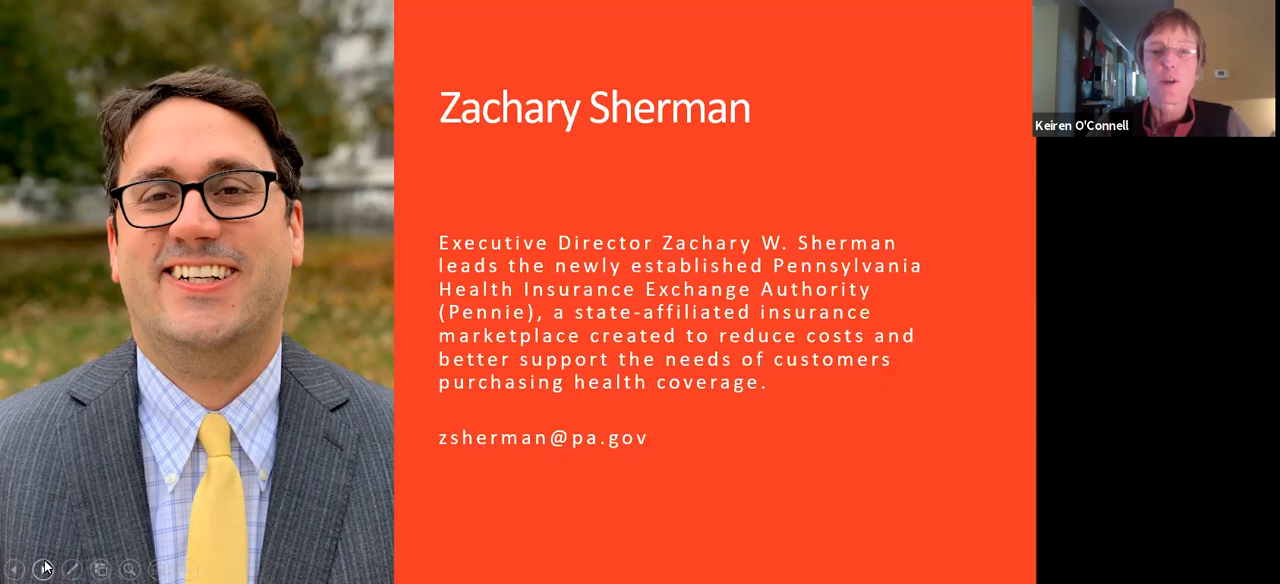 Zachary Sherman
Executive Director Zachary W. Sherman
leads the newly established Pennsylvania
Health Insurance Exchange Authority
(Pennie), a state-affiliated insurance
marketplace created to reduce costs and
better support the needs of customers
purchasing health coverage.
zsherman@pa.gov
Keiren O'Connell